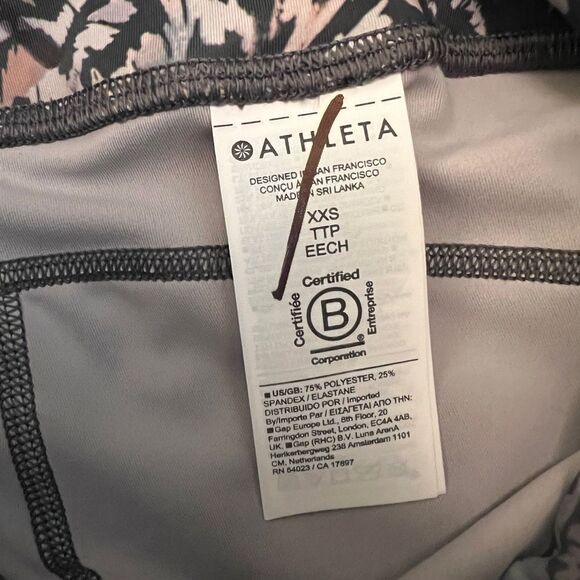 ATHLETA
DESIGNED IN SAN FRANCISCO
CONÇU À SAN FRANCISCO
MADE IN SRI LANKA
XXS
TTP
EECH
Certified
Certifiée
B
Entreprise
®
Corporation
■ US/GB: 75% POLYESTER, 25%
SPANDEX / ELASTANE
DISTRIBUIDO POR / Imported
By/Importe Par / ΕΙΣΑΓΕΤΑΙ ΑΠΟ ΤΗΝ:
■ Gap Europe Ltd., 8th Floor, 20
Farringdon Street, London, EC4A 4AB,
UK. ■ Gap (RHC) B.V. Luna ArenA
Herikerbergweg 238 Amsterdam 1101
CM, Netherlands
RN 54023 / CA 17897